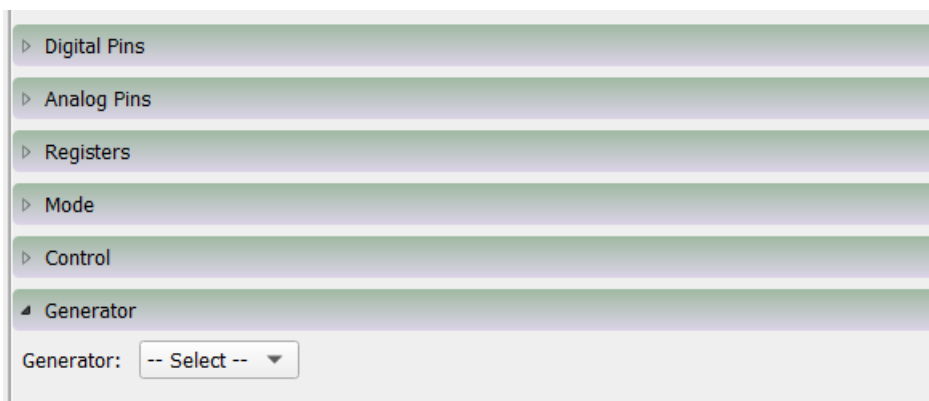 Digital Pins
Analog Pins
Registers
Mode
Control
Generator
Generator: -- Select --